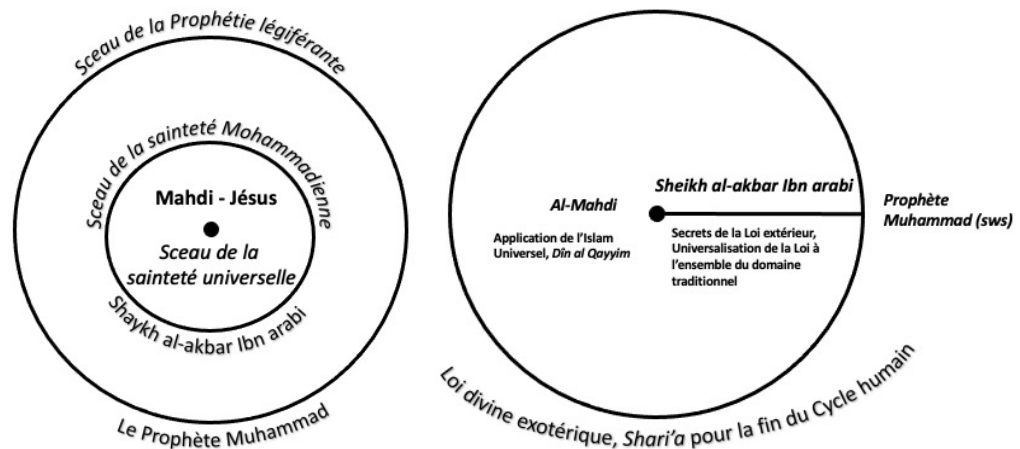 Sceau de la Prophétie légiférante
Sceau de la sainteté Mohammadienne
Mahdi - Jésus
Sceau de la
sainteté universelle
Shaykh al-akbar Ibn arabi
Le Prophète Muhammad
Sheikh al-akbar Ibn arabi
Al-Mahdi
Prophète
Muhammad (sws)
Application de l'Islam
Universel, Dîn al Qayyim
Secrets de la Loi extérieur,
Universalisation de la Loi à
l'ensemble du domaine
traditionnel
Loi divine exotérique, Shari'a pour la fin du Cycle humain